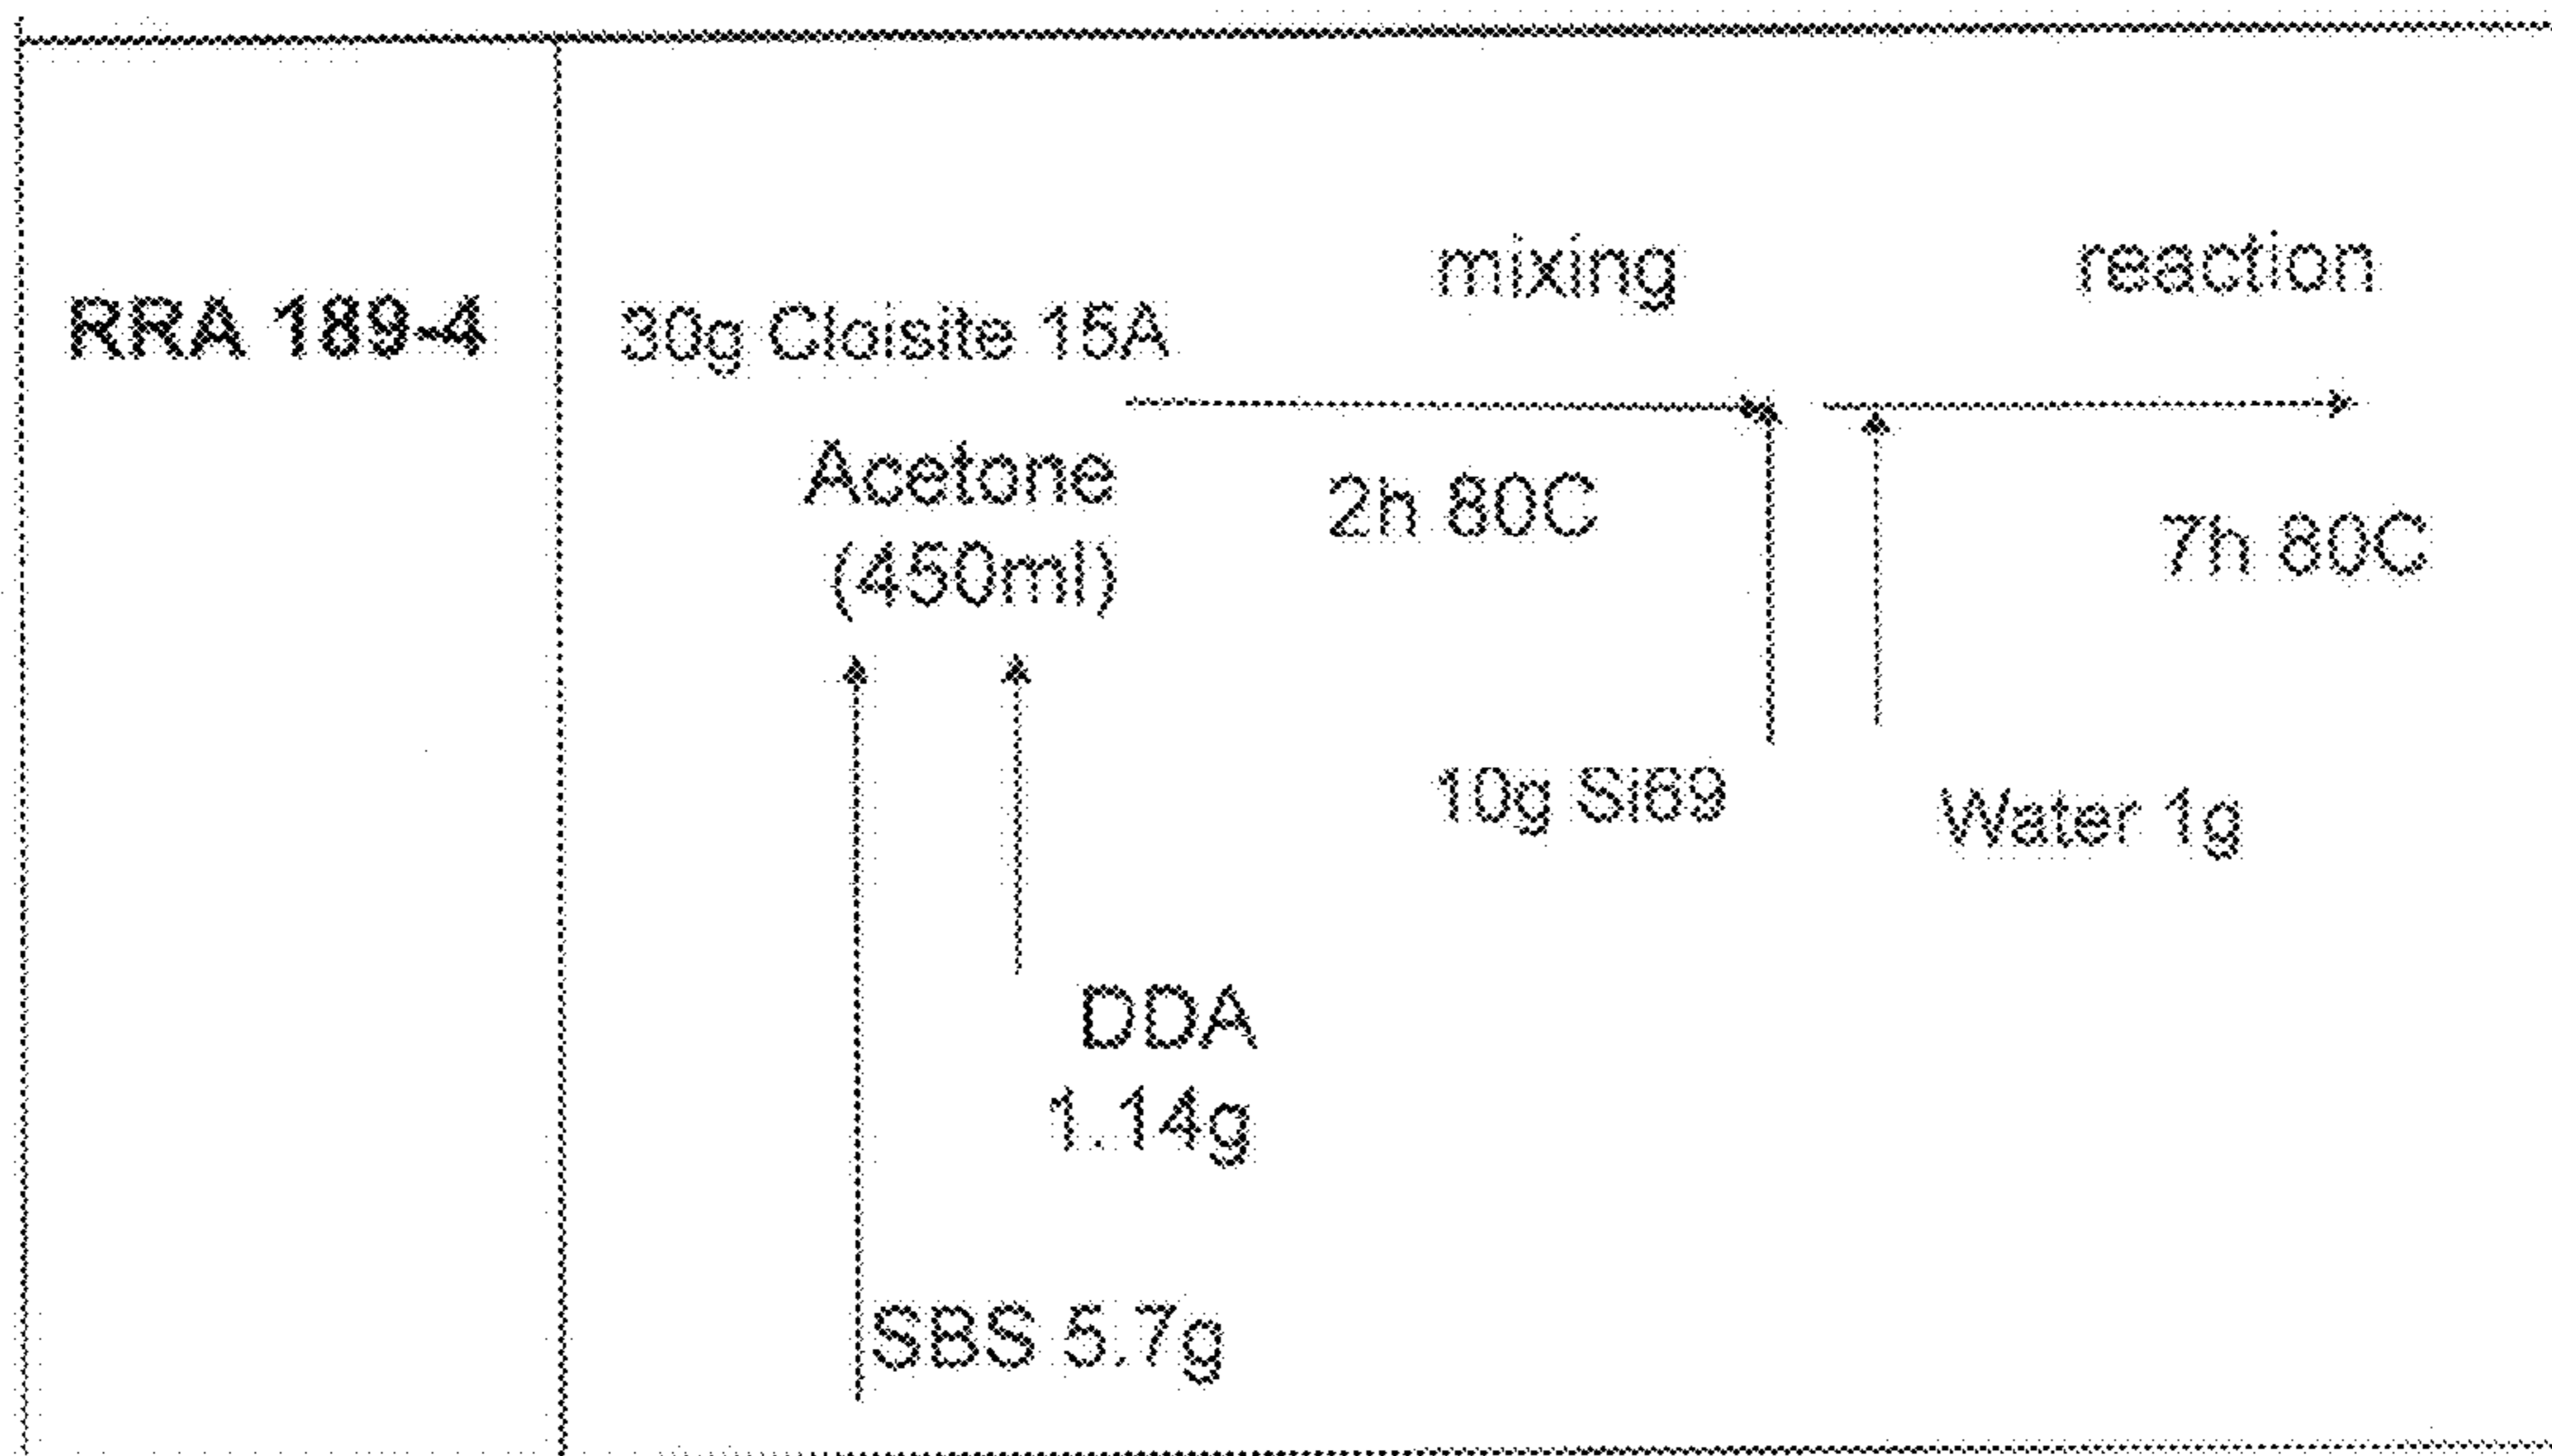 RRA 189-4
30g Cloisite 15A
mixing
reaction
Acetone
(450ml)
2h 80C
7h 80C
10g Si69
Water 1g
DDA
1.14g
SBS 5.7g